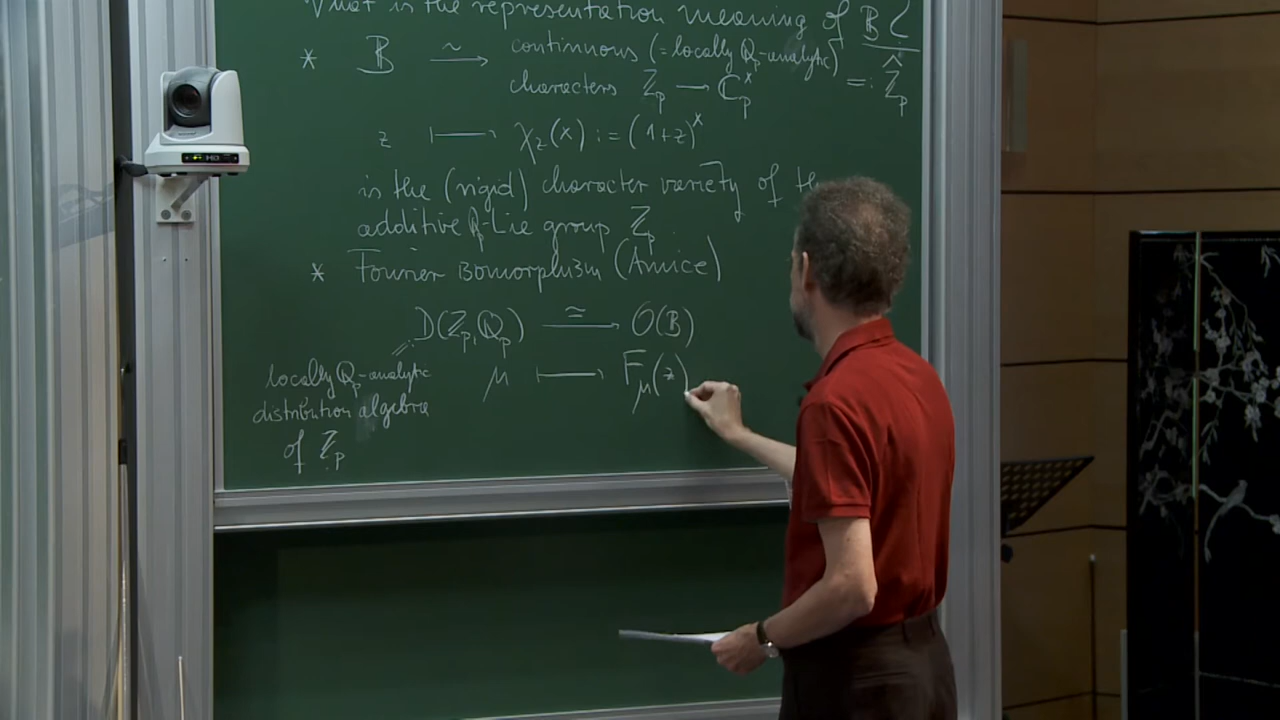 What is the representation meaning of 𝔹?
* 𝔹 ⥲ continuous (=locally ℚ_p-analytic)
characters ℤ_p → ℂ_p^× =: ℤ̂_p
z ⟼ χ_z(x) := (1+z)^x
is the (rigid) character variety of
additive ℚ_p-Lie group ℤ_p.
* Fourier isomorphism (Amice)
D(ℤ_p, ℚ_p) ≅ O(𝔹)
μ ⟼ F_μ(z)
locally ℚ_p-analytic
distribution algebra
of ℤ_p
HD